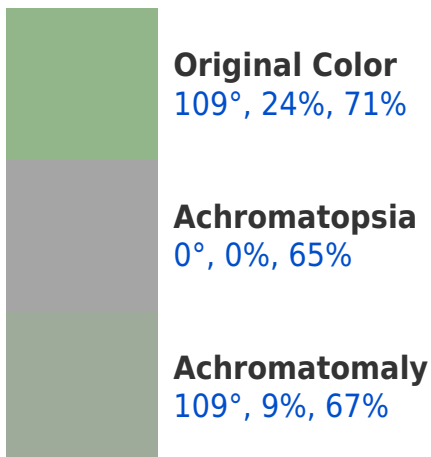 Original Color
109°, 24%, 71%
Achromatopsia
0°, 0%, 65%
Achromatomaly
109°, 9%, 67%